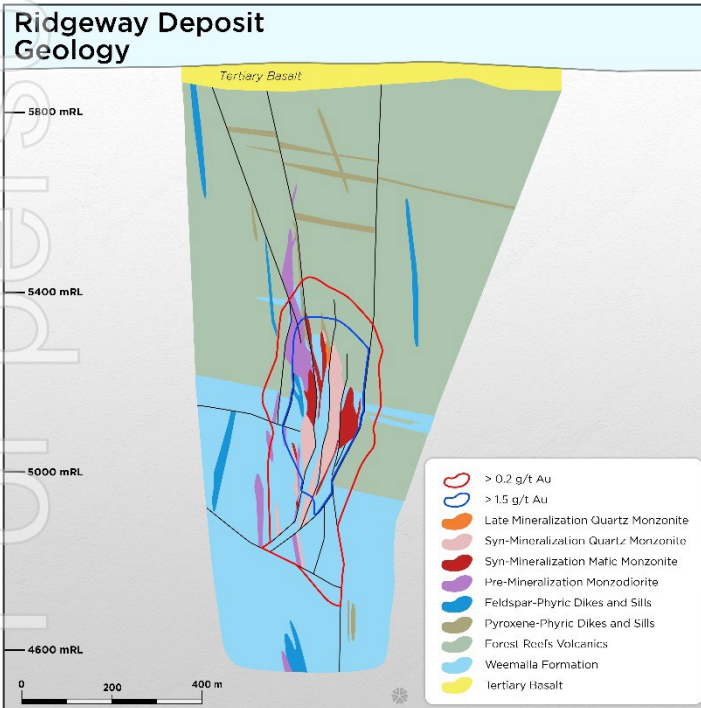 Ridgeway Deposit
Geology
Tertiary Basalt
5800 mRL
5400 mRL
5000 mRL
4600 mRL
0 200 400 m
> 0.2 g/t Au
> 1.5 g/t Au
Late Mineralization Quartz Monzonite
Syn-Mineralization Quartz Monzonite
Syn-Mineralization Mafic Monzonite
Pre-Mineralization Monzodiorite
Feldspar-Phyric Dikes and Sills
Pyroxene-Phyric Dikes and Sills
Forest Reefs Volcanics
Weemalla Formation
Tertiary Basalt